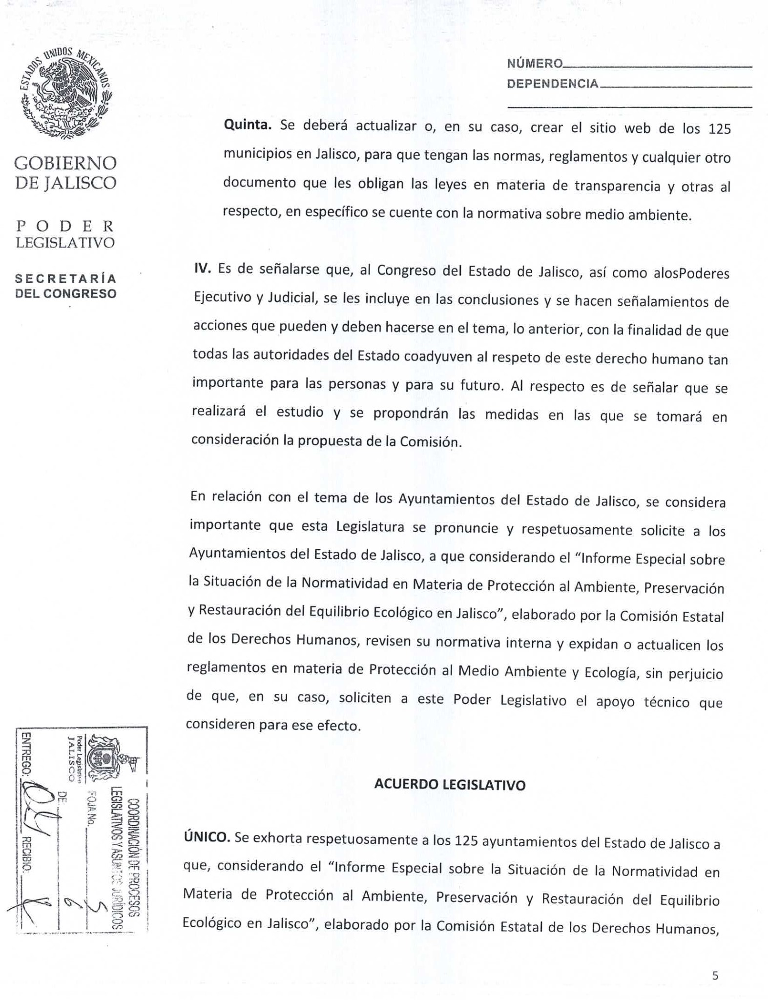 ESTADOS UNIDOS MEXICANOS
NÚMERO
DEPENDENCIA
GOBIERNO
DE JALISCO
PODER
LEGISLATIVO
SECRETARÍA
DEL CONGRESO
Quinta. Se deberá actualizar o, en su caso, crear el sitio web de los 125
municipios en Jalisco, para que tengan las normas, reglamentos y cualquier otro
documento que les obligan las leyes en materia de transparencia y otras al
respecto, en específico se cuente con la normativa sobre medio ambiente.
IV. Es de señalarse que, al Congreso del Estado de Jalisco, así como alosPoderes
Ejecutivo y Judicial, se les incluye en las conclusiones y se hacen señalamientos de
acciones que pueden y deben hacerse en el tema, lo anterior, con la finalidad de que
todas las autoridades del Estado coadyuven al respeto de este derecho humano tan
importante para las personas y para su futuro. Al respecto es de señalar que se
realizará el estudio y se propondrán las medidas en las que se tomará en
consideración la propuesta de la Comisión.
En relación con el tema de los Ayuntamientos del Estado de Jalisco, se considera
importante que esta Legislatura se pronuncie y respetuosamente solicite a los
Ayuntamientos del Estado de Jalisco, a que considerando el “Informe Especial sobre
la Situación de la Normatividad en Materia de Protección al Ambiente, Preservación
y Restauración del Equilibrio Ecológico en Jalisco”, elaborado por la Comisión Estatal
de los Derechos Humanos, revisen su normativa interna y expidan o actualicen los
reglamentos en materia de Protección al Medio Ambiente y Ecología, sin perjuicio
de que, en su caso, soliciten a este Poder Legislativo el apoyo técnico que
consideren para ese efecto.
ACUERDO LEGISLATIVO
ÚNICO. Se exhorta respetuosamente a los 125 ayuntamientos del Estado de Jalisco a
que, considerando el “Informe Especial sobre la Situación de la Normatividad en
Materia de Protección al Ambiente, Preservación y Restauración del Equilibrio
Ecológico en Jalisco”, elaborado por la Comisión Estatal de los Derechos Humanos,
COORDINACIÓN DE PROCESOS
LEGISLATIVOS Y ASUNTOS JURÍDICOS
Poder Legislativo
JALISCO
FOJA No. 5
DE: 6
ENTREGO: RECIBIO:
5